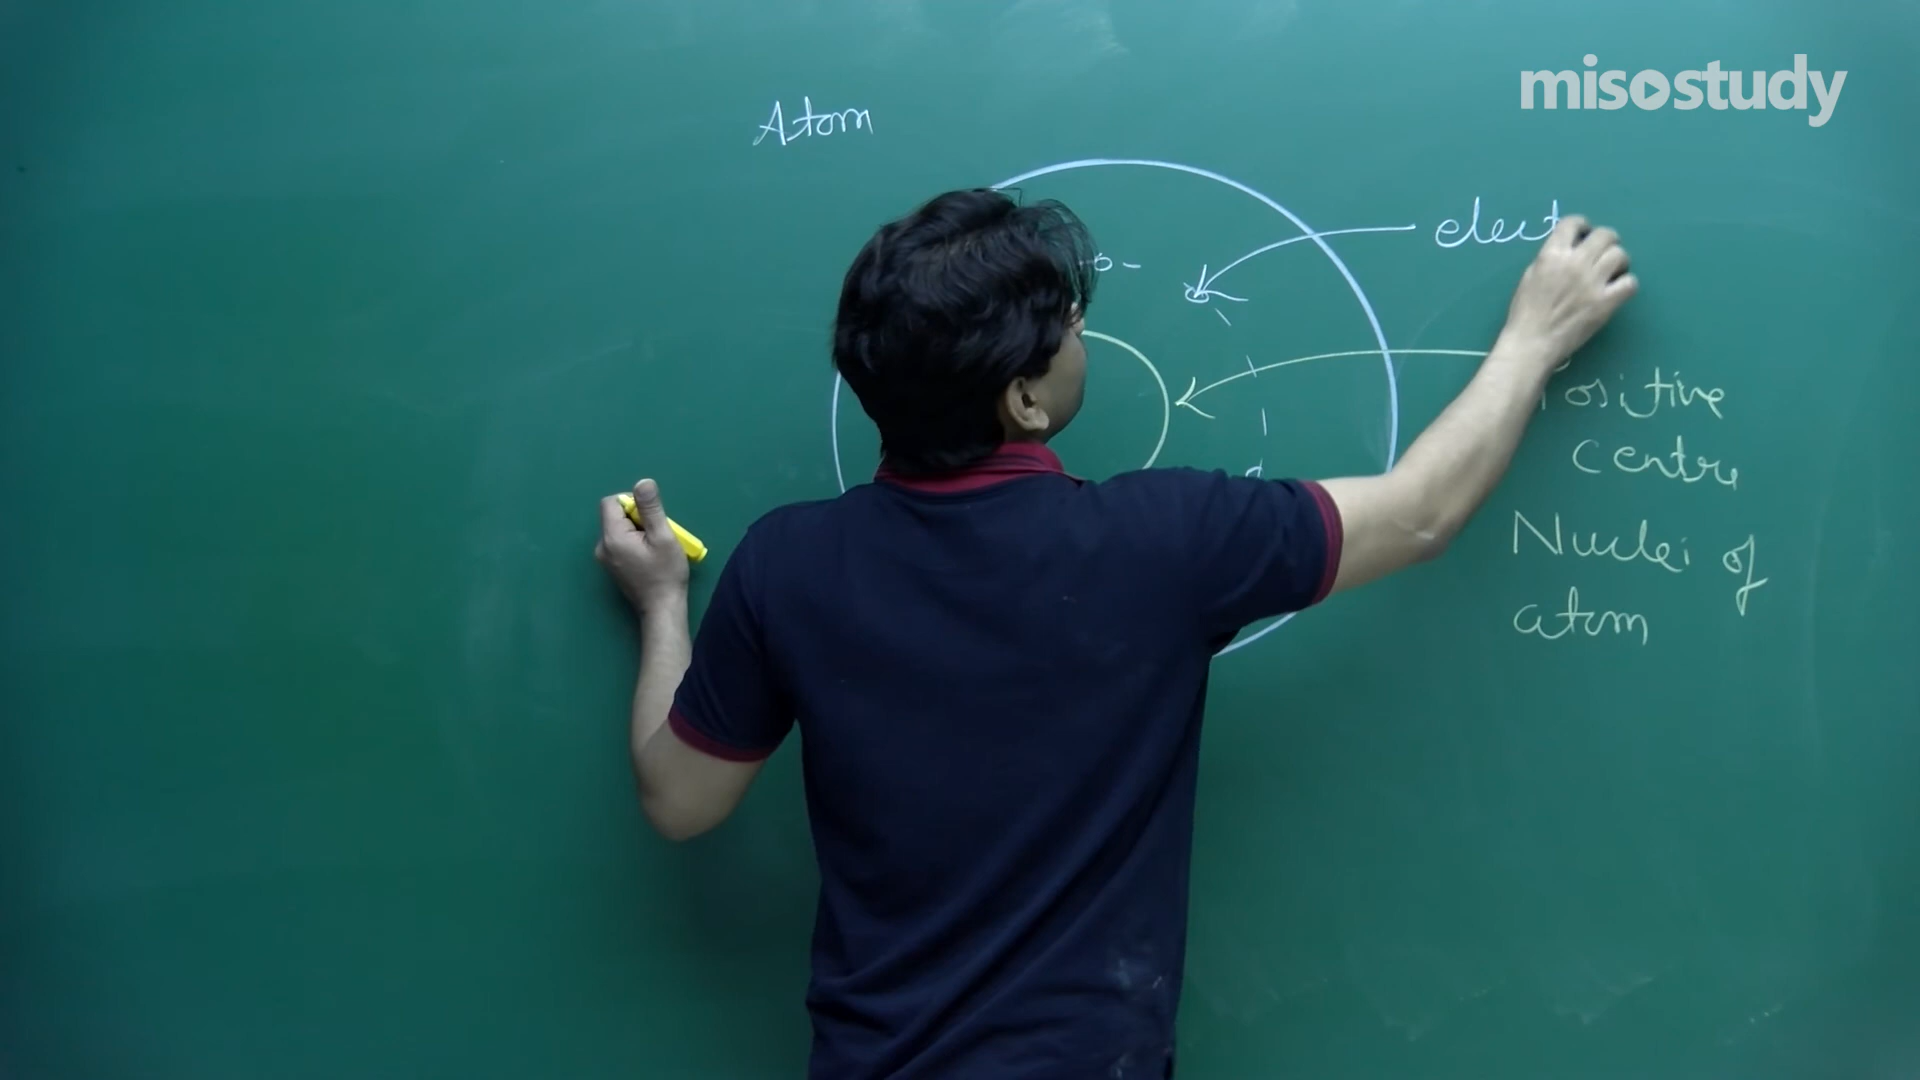 misostudy
Atom
elect
Positive
centre
Nuclei of
atom